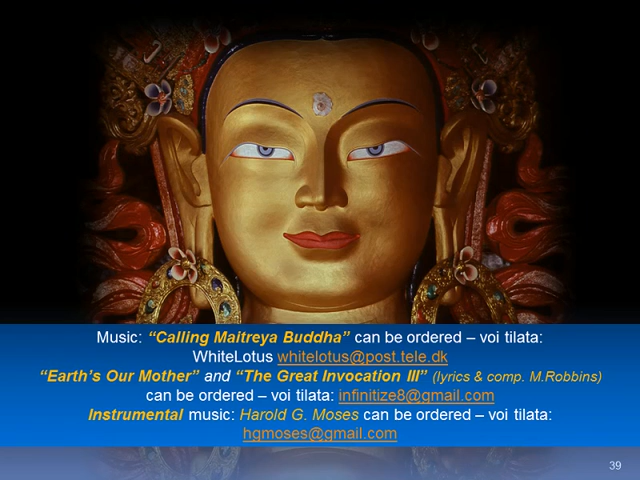 Music: “Calling Maitreya Buddha” can be ordered – voi tilata:
WhiteLotus whitelotus@post.tele.dk
“Earth’s Our Mother” and “The Great Invocation III” (lyrics & comp. M.Robbins)
can be ordered – voi tilata: infinitize8@gmail.com
Instrumental music: Harold G. Moses can be ordered – voi tilata:
hgmoses@gmail.com
39